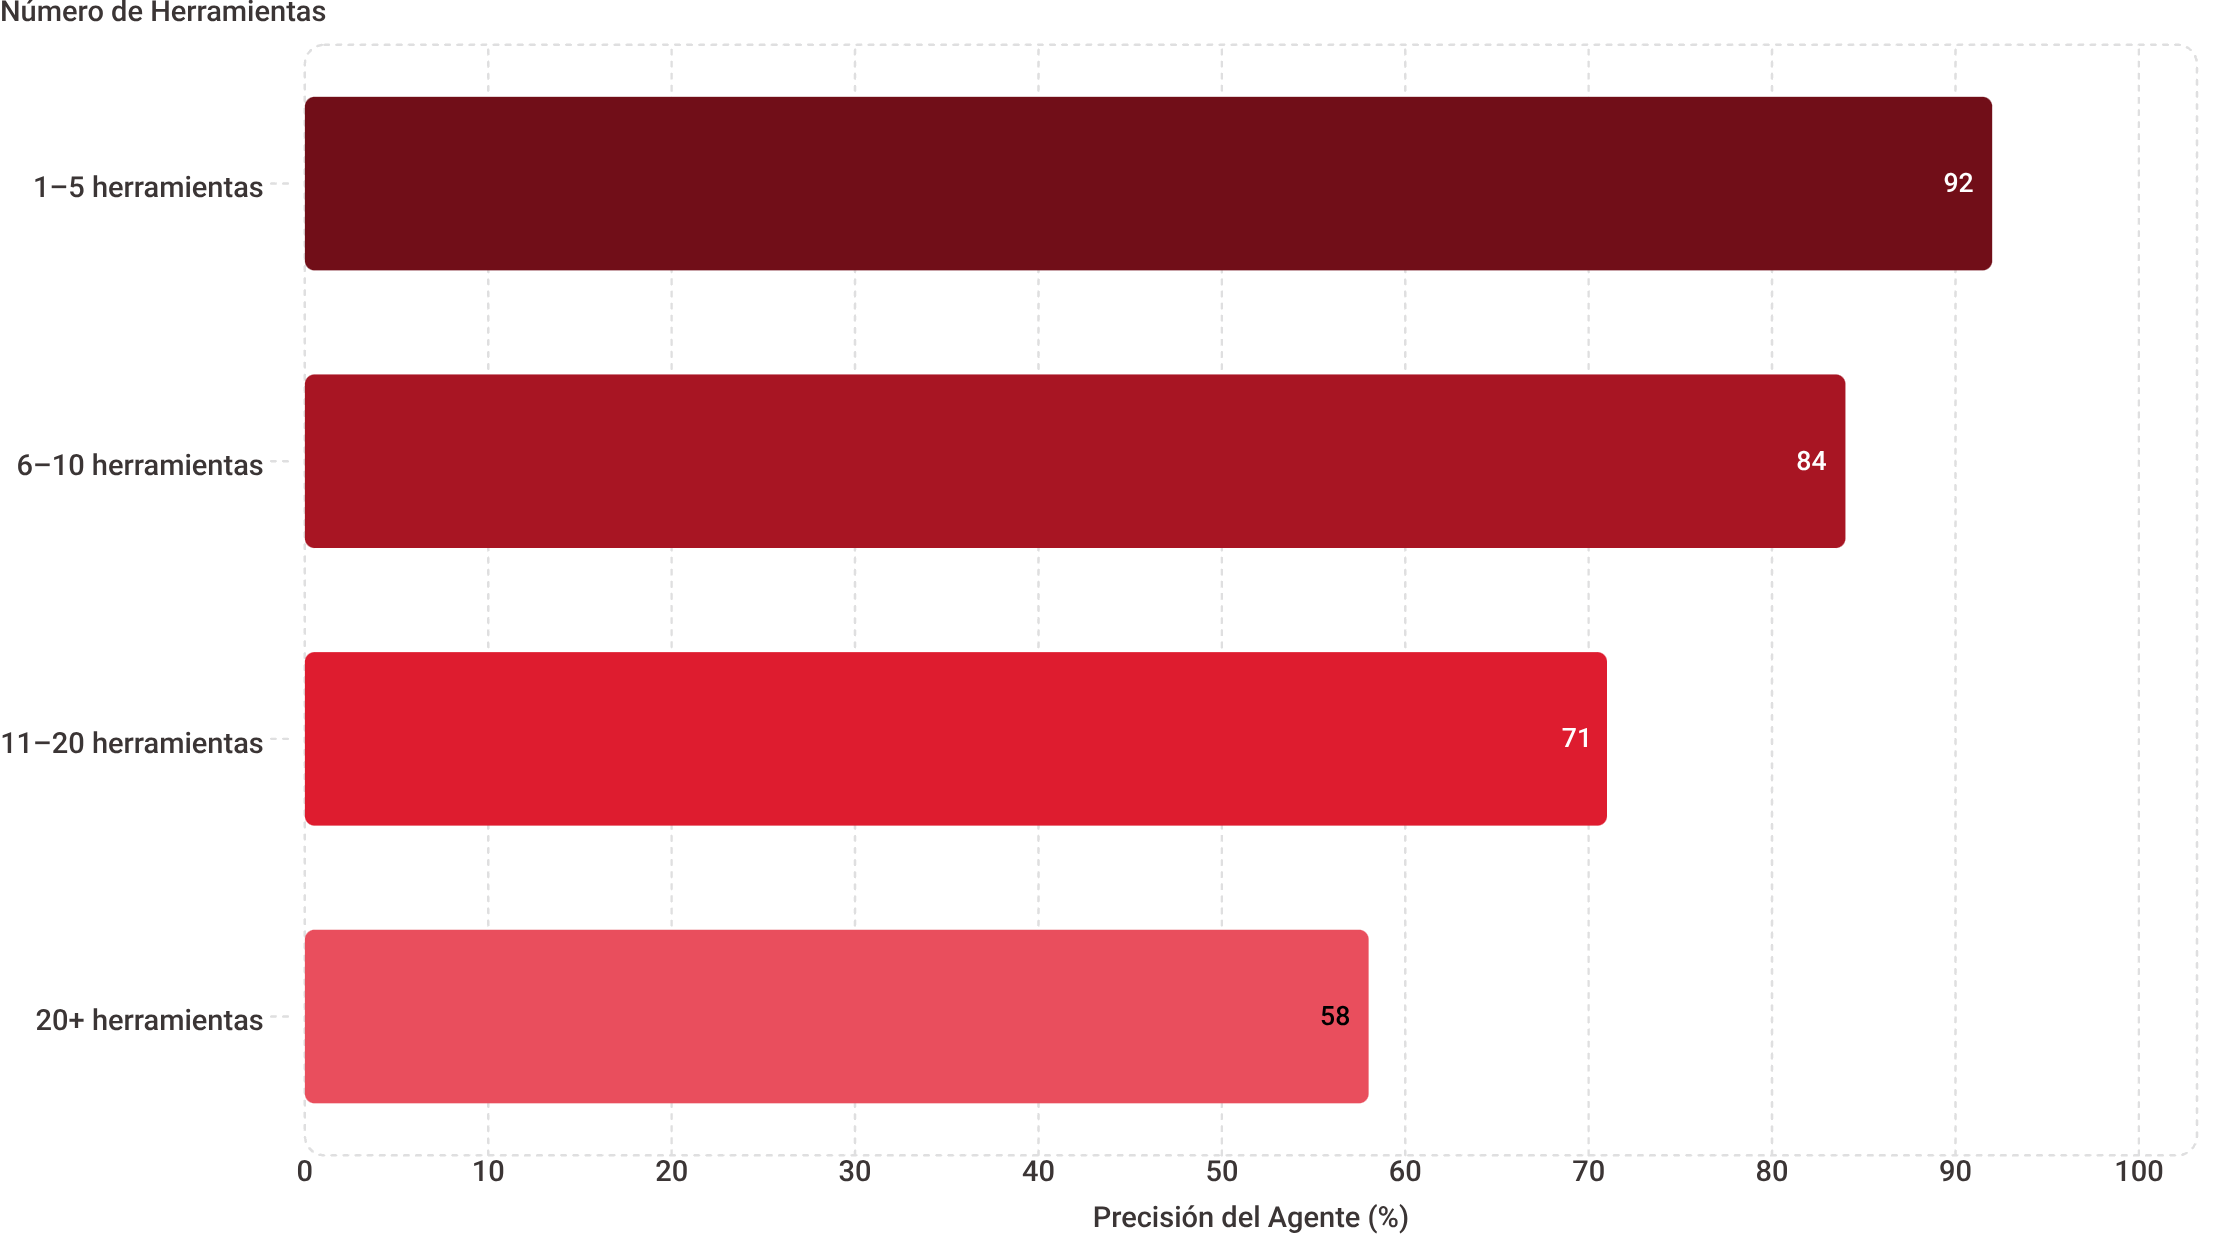 Número de Herramientas
1–5 herramientas
92
6–10 herramientas
84
11–20 herramientas
71
20+ herramientas
58
0 10 20 30 40 50 60 70 80 90 100
Precisión del Agente (%)